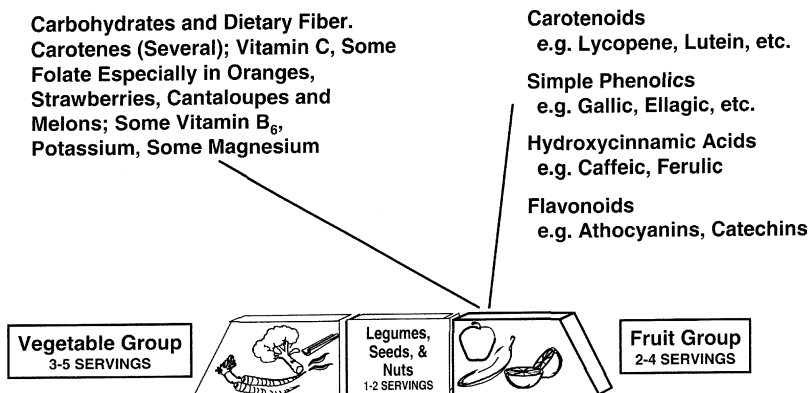 Carbohydrates and Dietary Fiber.
Carotenes (Several); Vitamin C, Some
Folate Especially in Oranges,
Strawberries, Cantaloupes and
Melons; Some Vitamin B₆,
Potassium, Some Magnesium
Carotenoids
e.g. Lycopene, Lutein, etc.
Simple Phenolics
e.g. Gallic, Ellagic, etc.
Hydroxycinnamic Acids
e.g. Caffeic, Ferulic
Flavonoids
e.g. Athocyanins, Catechins
Vegetable Group
3-5 SERVINGS
Legumes,
Seeds, &
Nuts
1-2 SERVINGS
Fruit Group
2-4 SERVINGS